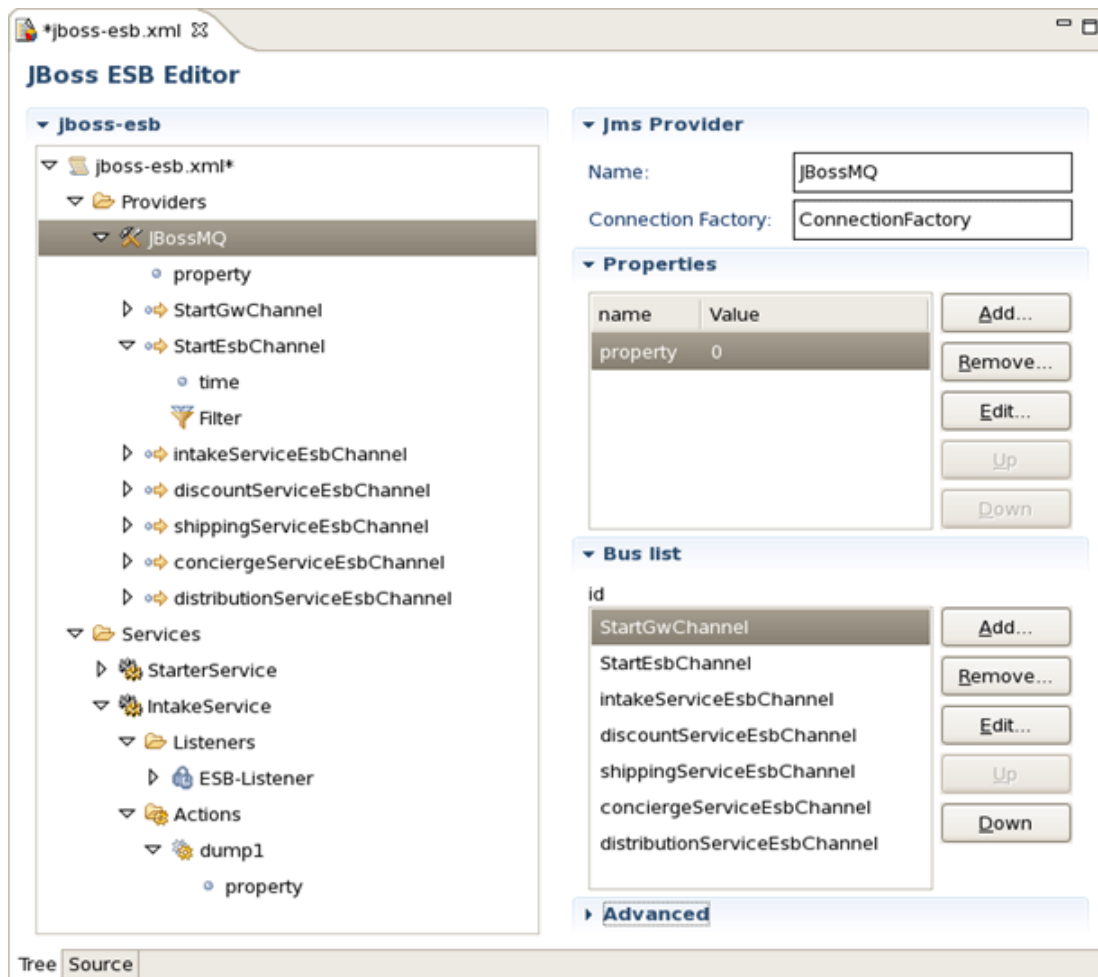 *jboss-esb.xml
JBoss ESB Editor
jboss-esb
jboss-esb.xml*
Providers
JBossMQ
property
StartGwChannel
StartEsbChannel
time
Filter
intakeServiceEsbChannel
discountServiceEsbChannel
shippingServiceEsbChannel
conciergeServiceEsbChannel
distributionServiceEsbChannel
Services
StarterService
IntakeService
Listeners
ESB-Listener
Actions
dump1
property
Jms Provider
Name: JBossMQ
Connection Factory: ConnectionFactory
Properties
name Value
property 0
Add...
Remove...
Edit...
Up
Down
Bus list
id
StartGwChannel
StartEsbChannel
intakeServiceEsbChannel
discountServiceEsbChannel
shippingServiceEsbChannel
conciergeServiceEsbChannel
distributionServiceEsbChannel
Add...
Remove...
Edit...
Up
Down
Advanced
Tree Source